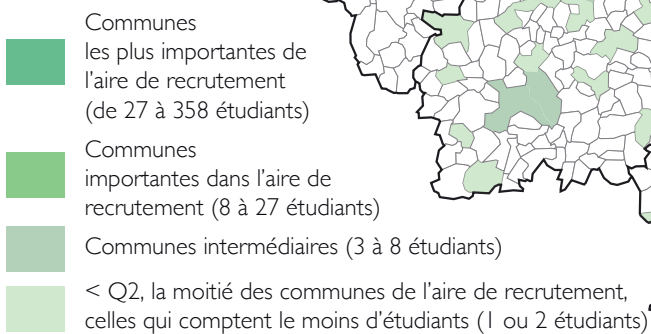 Communes
les plus importantes de
l'aire de recrutement
(de 27 à 358 étudiants)
Communes
importantes dans l'aire de
recrutement (8 à 27 étudiants)
Communes intermédiaires (3 à 8 étudiants)
< Q2, la moitié des communes de l'aire de recrutement,
celles qui comptent le moins d'étudiants (1 ou 2 étudiants)